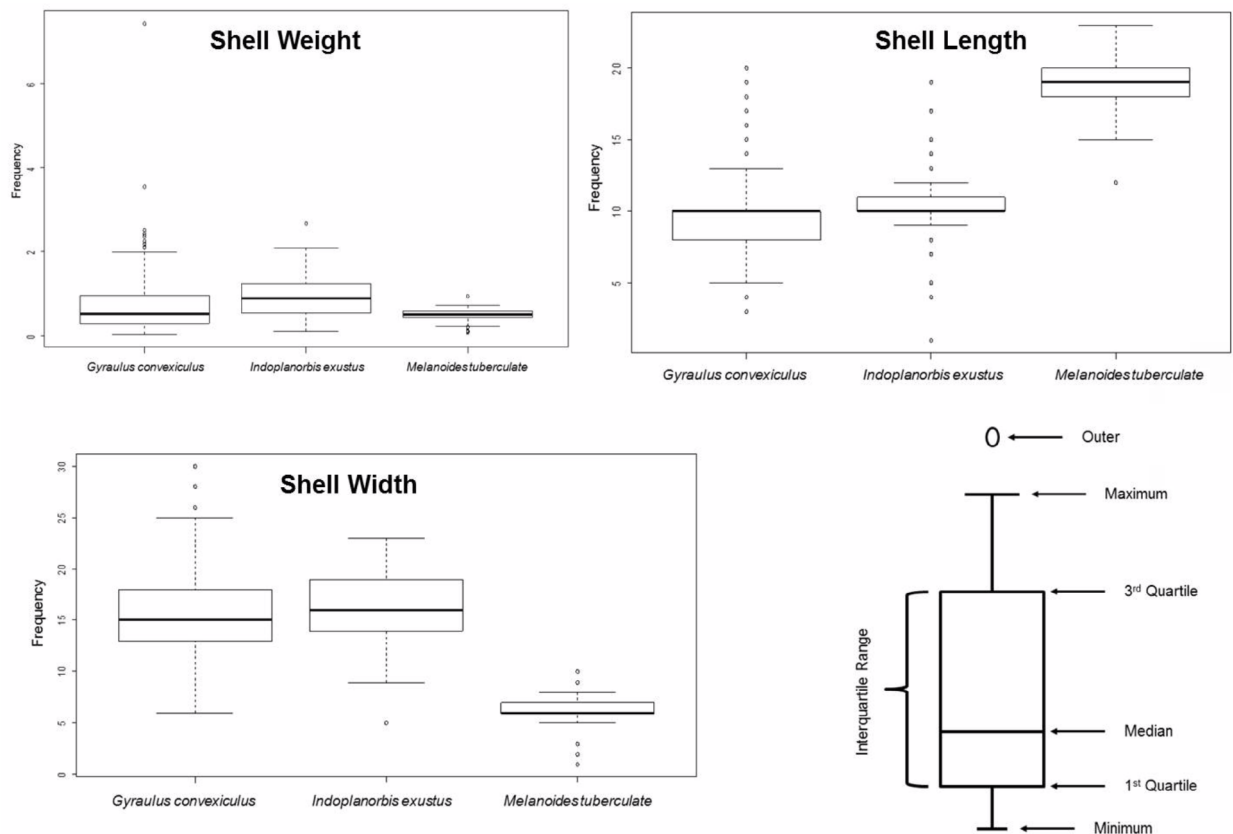 Shell Weight
Frequency
6
4
2
0
Gyraulus convexiculus Indoplanorbis exustus Melanoides tuberculate
Shell Length
Frequency
20
15
10
5
Gyraulus convexiculus Indoplanorbis exustus Melanoides tuberculate
Shell Width
Frequency
30
25
20
15
10
5
0
Gyraulus convexiculus Indoplanorbis exustus Melanoides tuberculate
Outer
Maximum
3rd Quartile
Interquartile Range
Median
1st Quartile
Minimum